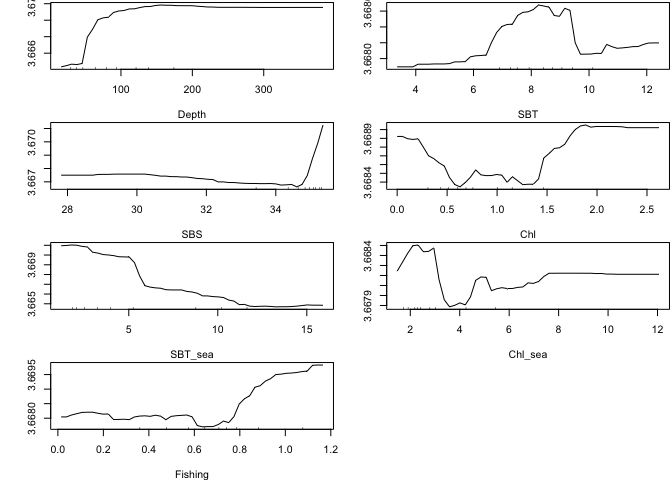 3.666
100 200 300
Depth
3.6680 3.6686
4 6 8 10 12
SBT
3.667 3.670
28 30 32 34
SBS
3.6684 3.6689
0.0 0.5 1.0 1.5 2.0 2.5
Chl
3.665 3.669
5 10 15
SBT_sea
3.6679 3.6684
2 4 6 8 10 12
Chl_sea
3.6680 3.6695
0.0 0.2 0.4 0.6 0.8 1.0 1.2
Fishing